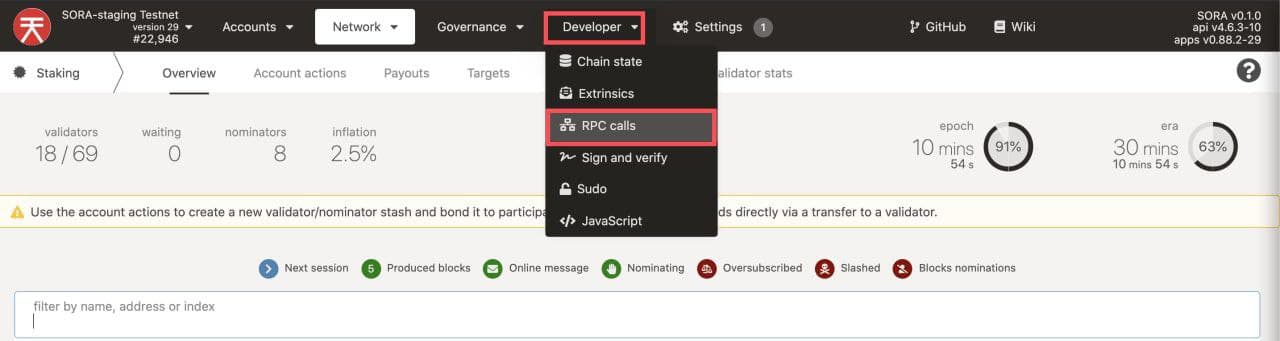 SORA-staging Testnet
version 29
#22,946
Accounts
Network
Governance
Developer
Settings
1
GitHub
Wiki
SORA v0.1.0
api v4.6.3-10
apps v0.88.2-29
Staking
Overview
Account actions
Payouts
Targets
alidator stats
?
Chain state
Extrinsics
RPC calls
Sign and verify
Sudo
JavaScript
validators
18 / 69
waiting
0
nominators
8
inflation
2.5%
epoch
10 mins
54 s
91%
era
30 mins
10 mins 54 s
63%
Use the account actions to create a new validator/nominator stash and bond it to particip
ds directly via a transfer to a validator.
Next session
5 Produced blocks
Online message
Nominating
Oversubscribed
Slashed
Blocks nominations
filter by name, address or index